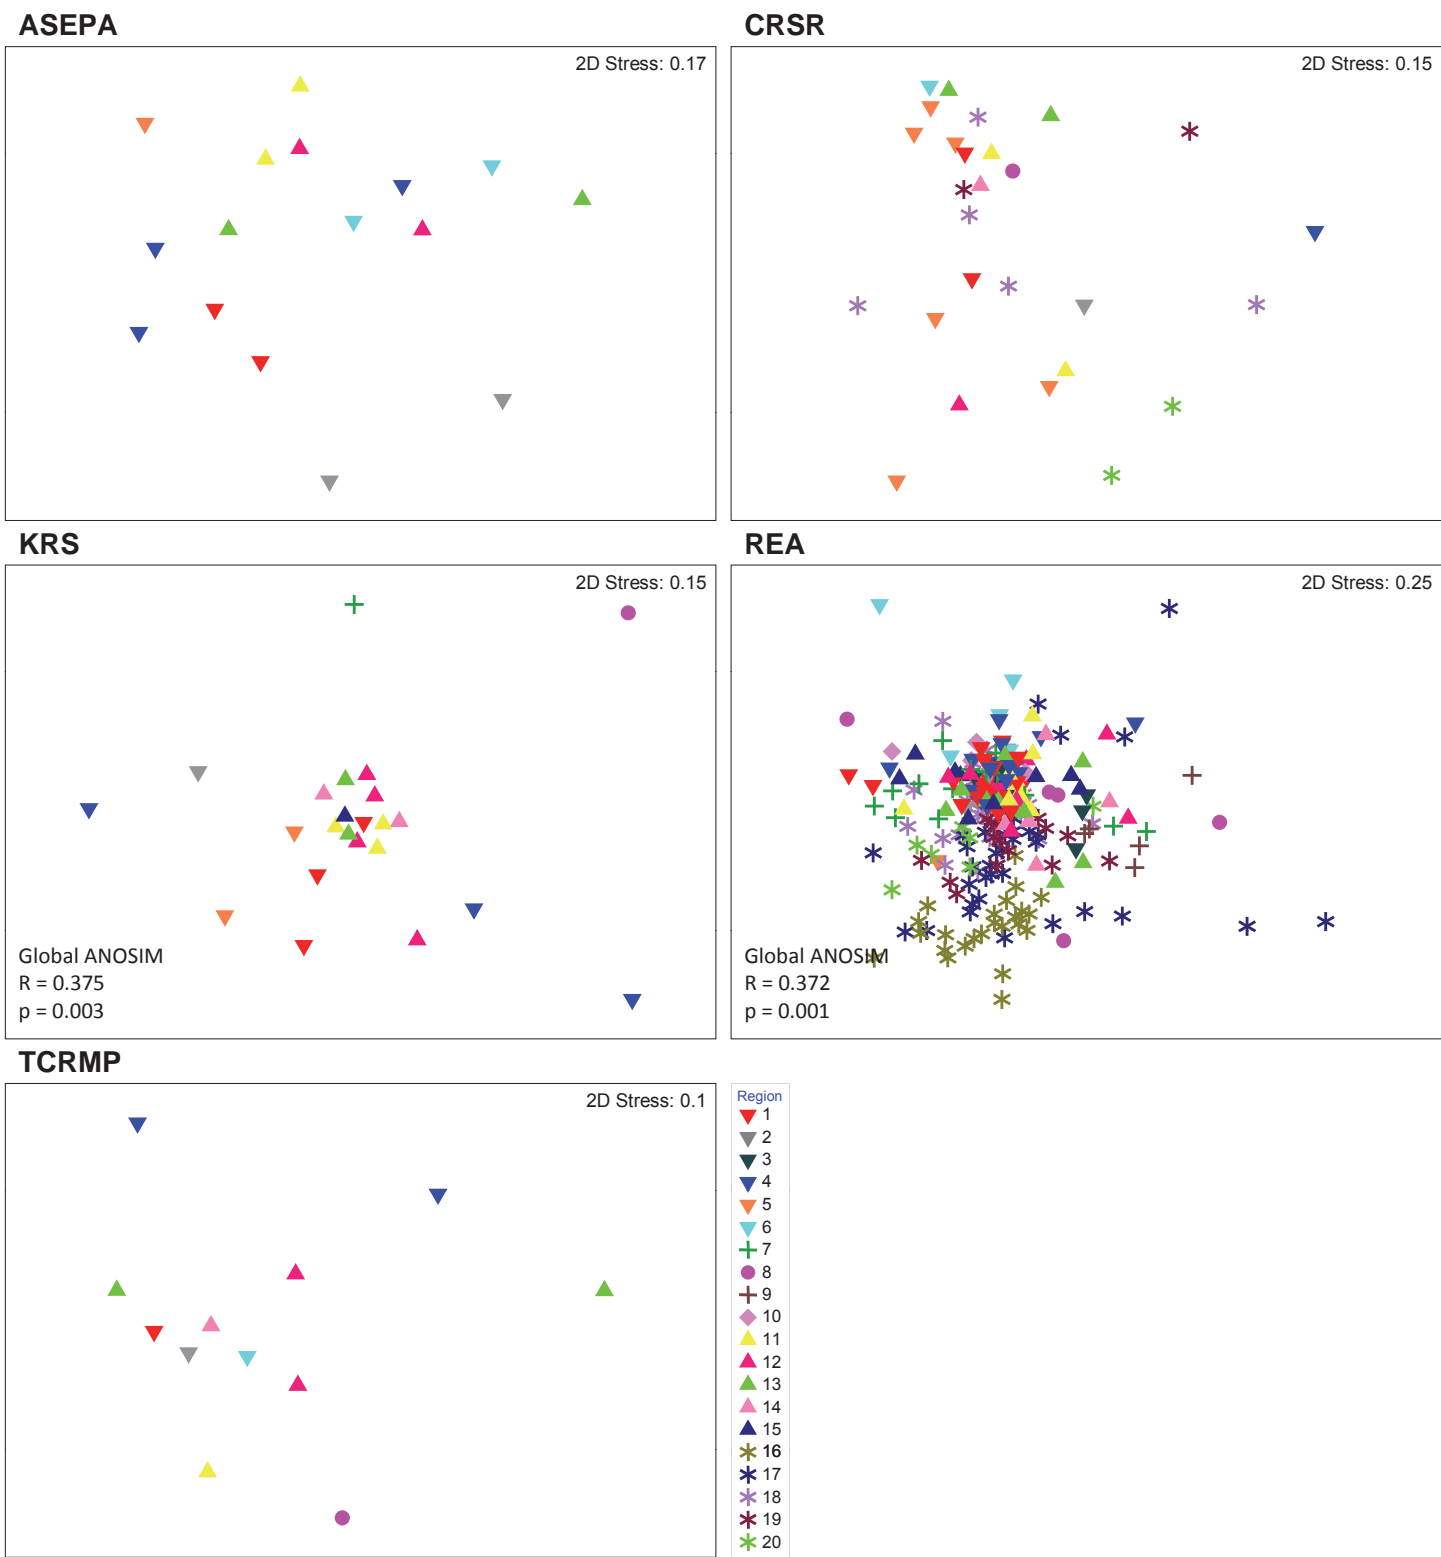 ASEPA
2D Stress: 0.17
CRSR
2D Stress: 0.15
KRS
2D Stress: 0.15
Global ANOSIM
R = 0.375
p = 0.003
REA
2D Stress: 0.25
Global ANOSIM
R = 0.372
p = 0.001
TCRMP
2D Stress: 0.1
Region
1
2
3
4
5
6
7
8
9
10
11
12
13
14
15
16
17
18
19
20